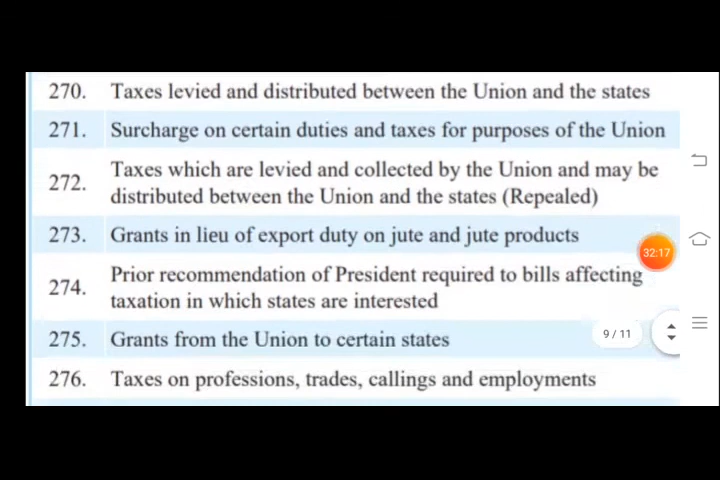 270. Taxes levied and distributed between the Union and the states
271. Surcharge on certain duties and taxes for purposes of the Union
272. Taxes which are levied and collected by the Union and may be
distributed between the Union and the states (Repealed)
273. Grants in lieu of export duty on jute and jute products
32:17
274. Prior recommendation of President required to bills affecting
taxation in which states are interested
275. Grants from the Union to certain states
9 / 11
276. Taxes on professions, trades, callings and employments